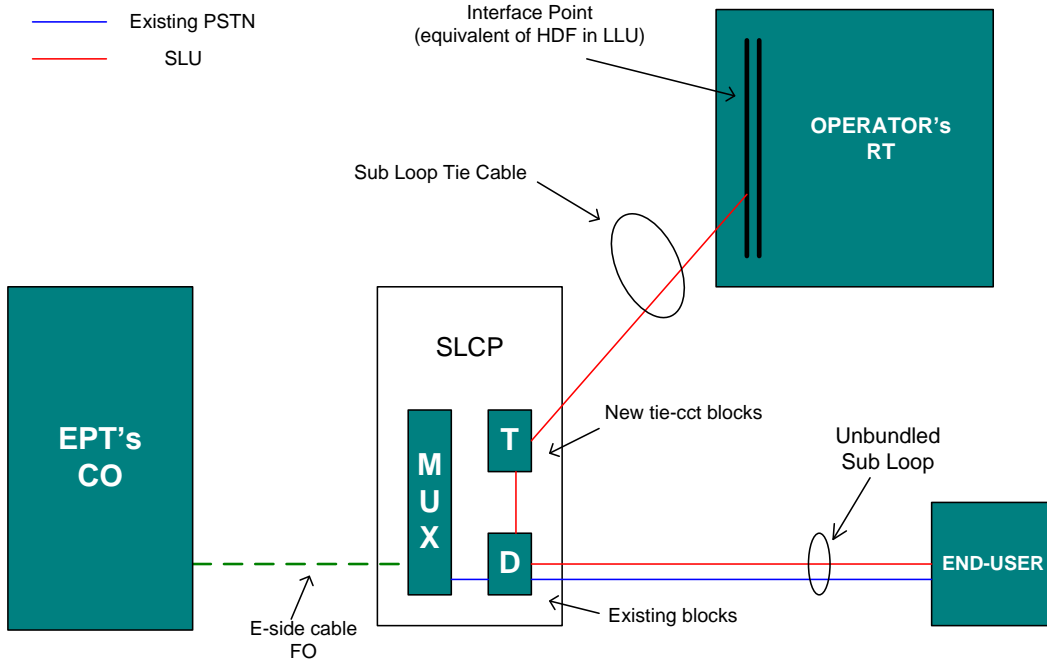 Existing PSTN
SLU
Interface Point
(equivalent of HDF in LLU)
OPERATOR's
RT
Sub Loop Tie Cable
SLCP
EPT's
CO
M
U
X
T
D
New tie-cct blocks
Unbundled
Sub Loop
END-USER
Existing blocks
E-side cable
FO